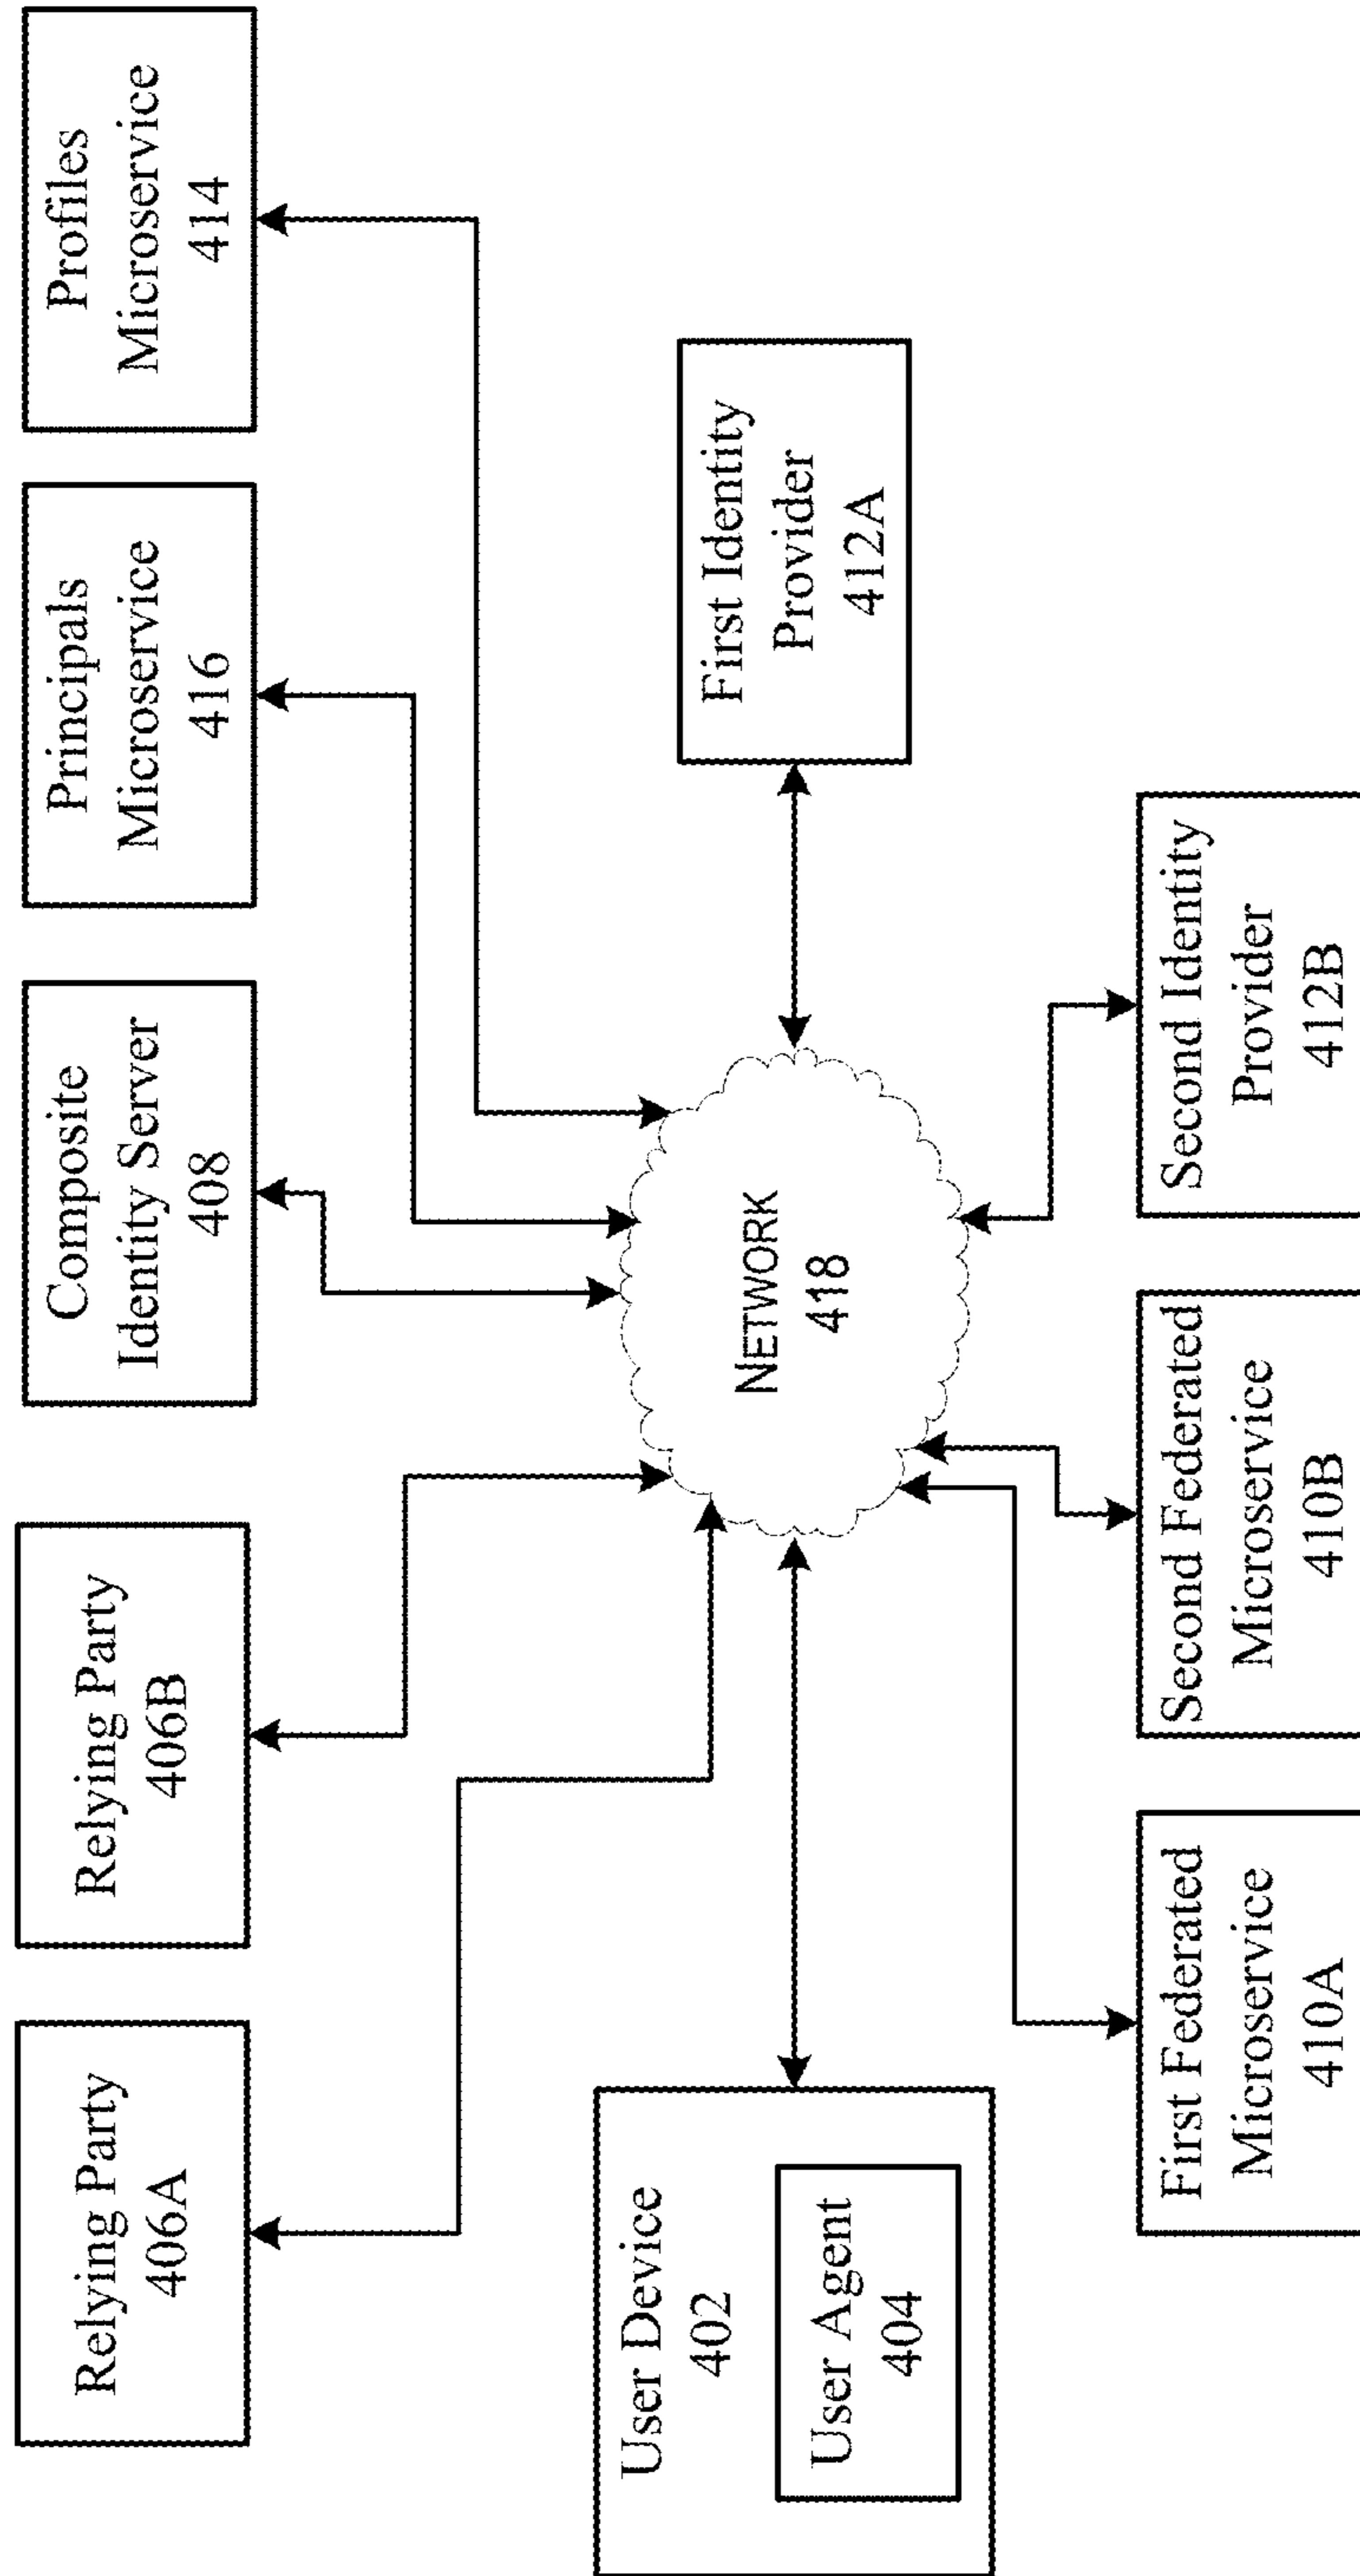 Relying Party
406A
Relying Party
406B
Composite
Identity Server
408
Principals
Microservice
416
Profiles
Microservice
414
User Device
402
User Agent
404
NETWORK
418
First Identity
Provider
412A
First Federated
Microservice
410A
Second Federated
Microservice
410B
Second Identity
Provider
412B